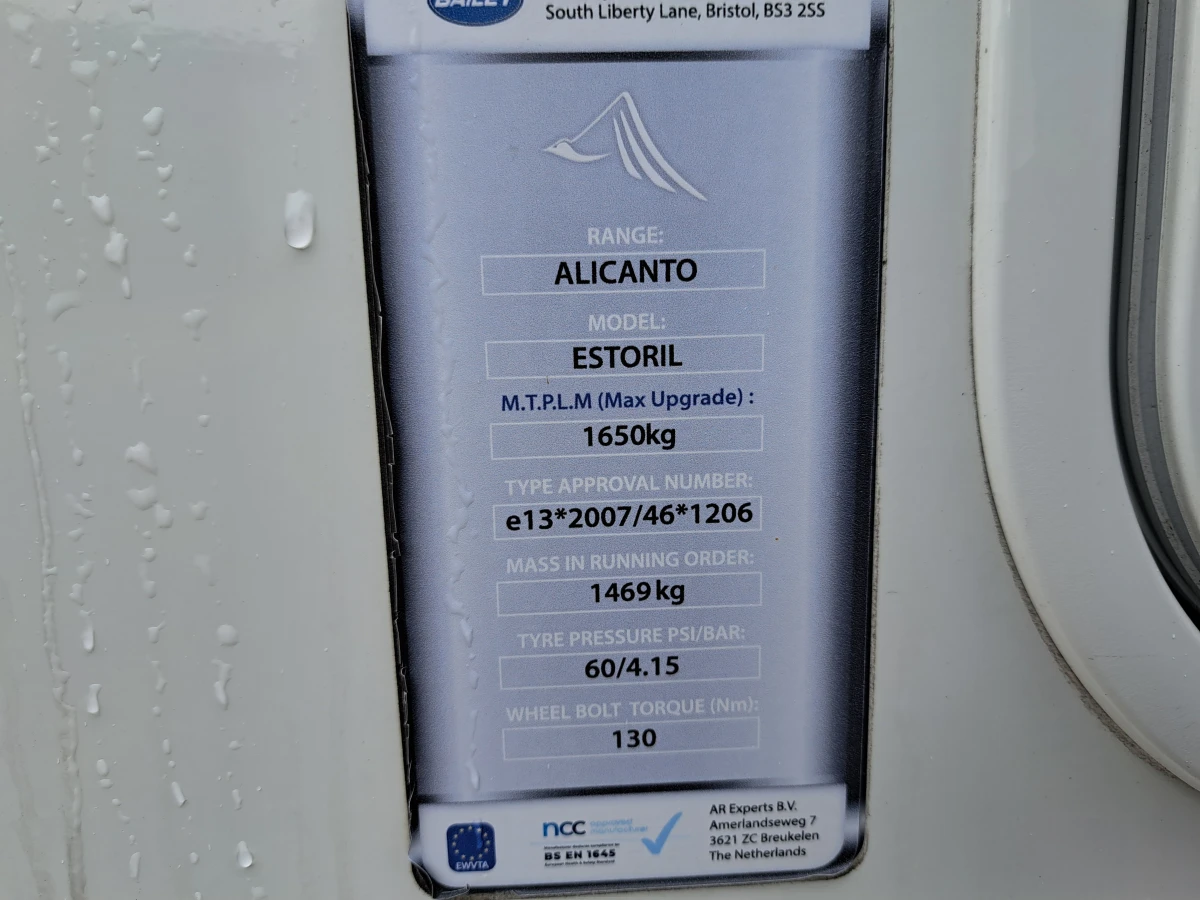 BAILEY
South Liberty Lane, Bristol, BS3 2SS
RANGE:
ALICANTO
MODEL:
ESTORIL
M.T.P.L.M (Max Upgrade) :
1650kg
TYPE APPROVAL NUMBER:
e13*2007/46*1206
MASS IN RUNNING ORDER:
1469 kg
TYRE PRESSURE PSI/BAR:
60/4.15
WHEEL BOLT TORQUE (Nm):
130
EWVTA
ncc
BS EN 1645
AR Experts B.V.
Amerlandseweg 7
3621 ZC Breukelen
The Netherlands